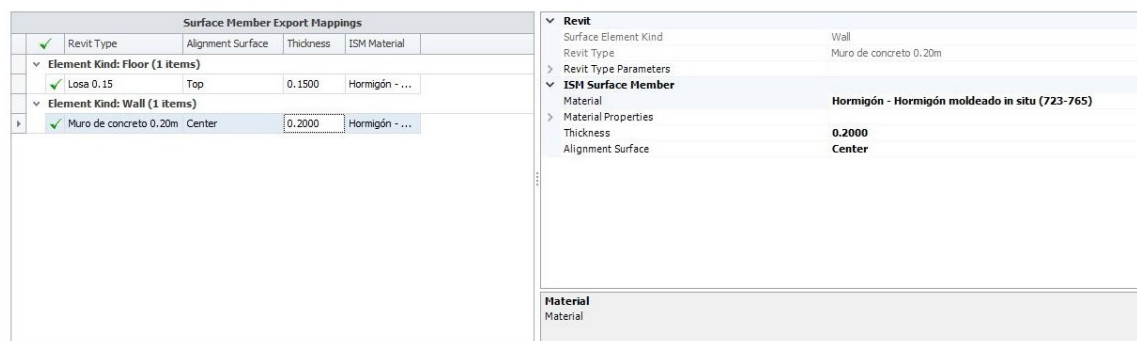 Surface Member Export Mappings
Revit Type Alignment Surface Thickness ISM Material
Element Kind: Floor (1 items)
Losa 0.15 Top 0.1500 Hormigón - ...
Element Kind: Wall (1 items)
Muro de concreto 0.20m Center 0.2000 Hormigón - ...
Revit
Surface Element Kind Wall
Revit Type Muro de concreto 0.20m
Revit Type Parameters
ISM Surface Member
Material Hormigón - Hormigón moldeado in situ (723-765)
Material Properties
Thickness 0.2000
Alignment Surface Center
Material
Material